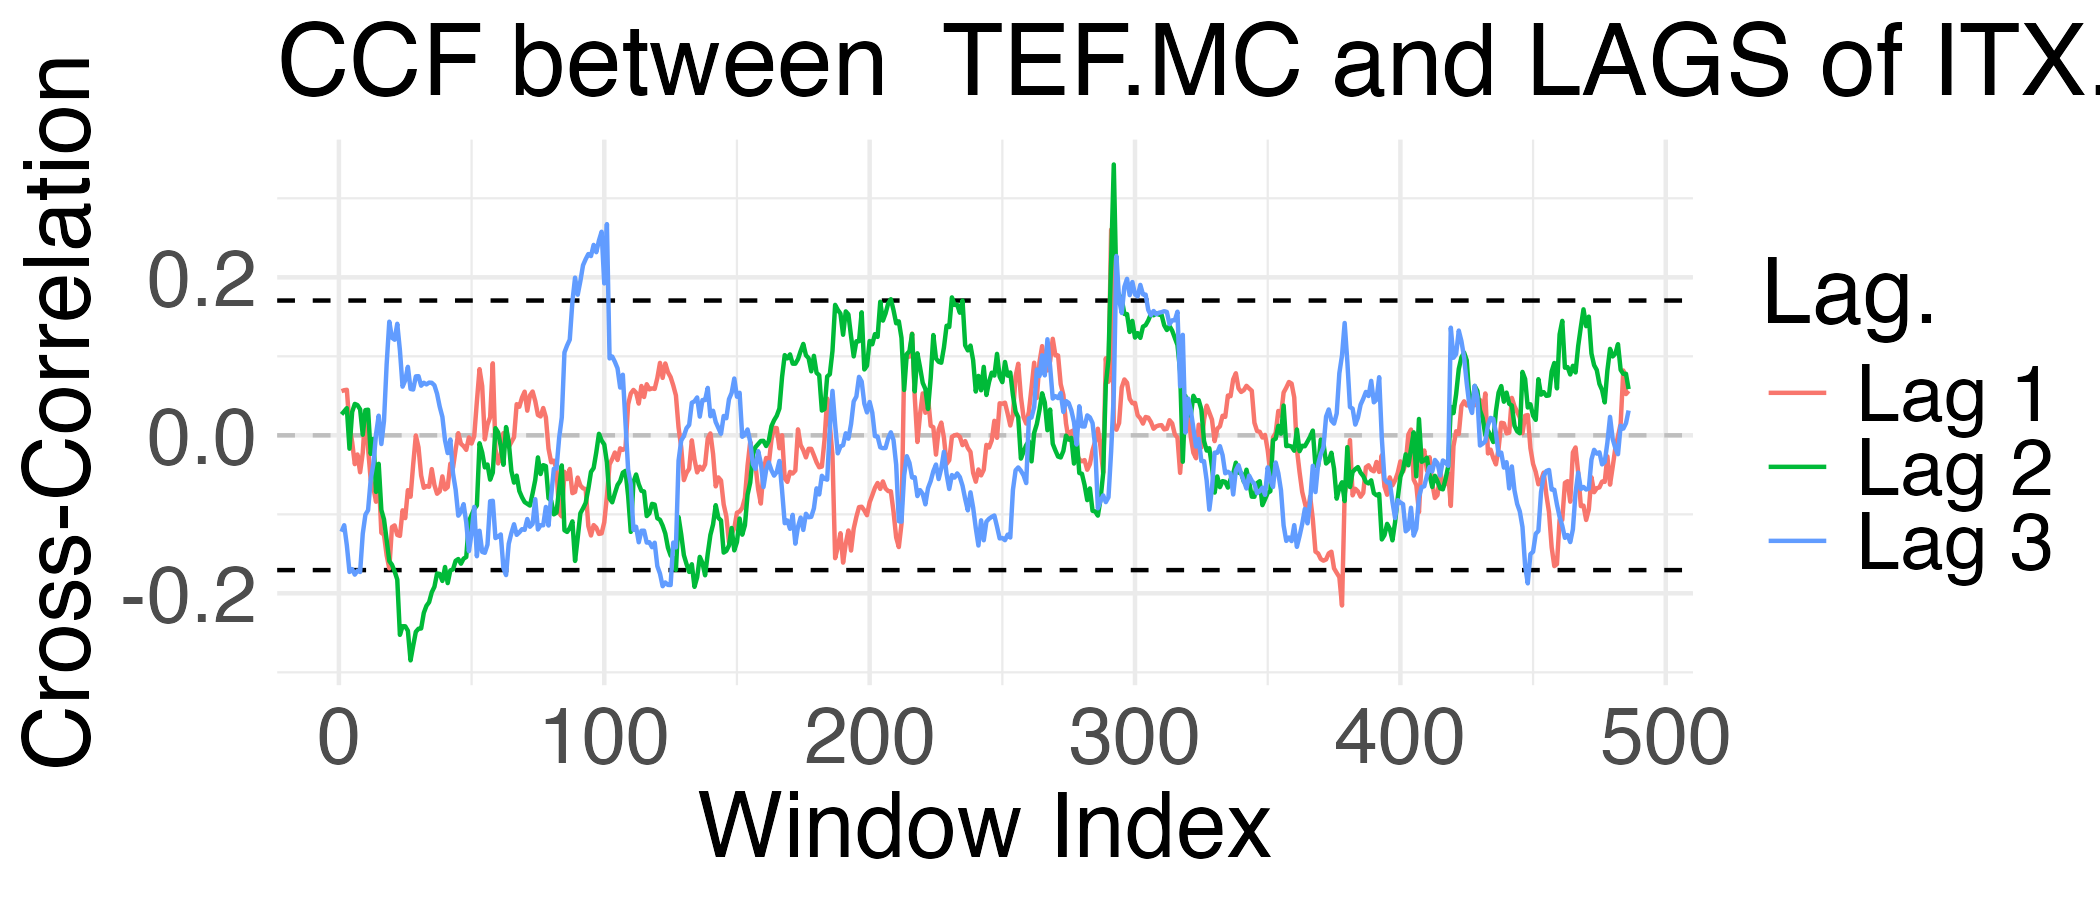 CCF between  TEF.MC and LAGS of ITX.
Cross-Correlation
0.2
0.0
-0.2
0 100 200 300 400 500
Window Index
Lag.
Lag 1
Lag 2
Lag 3